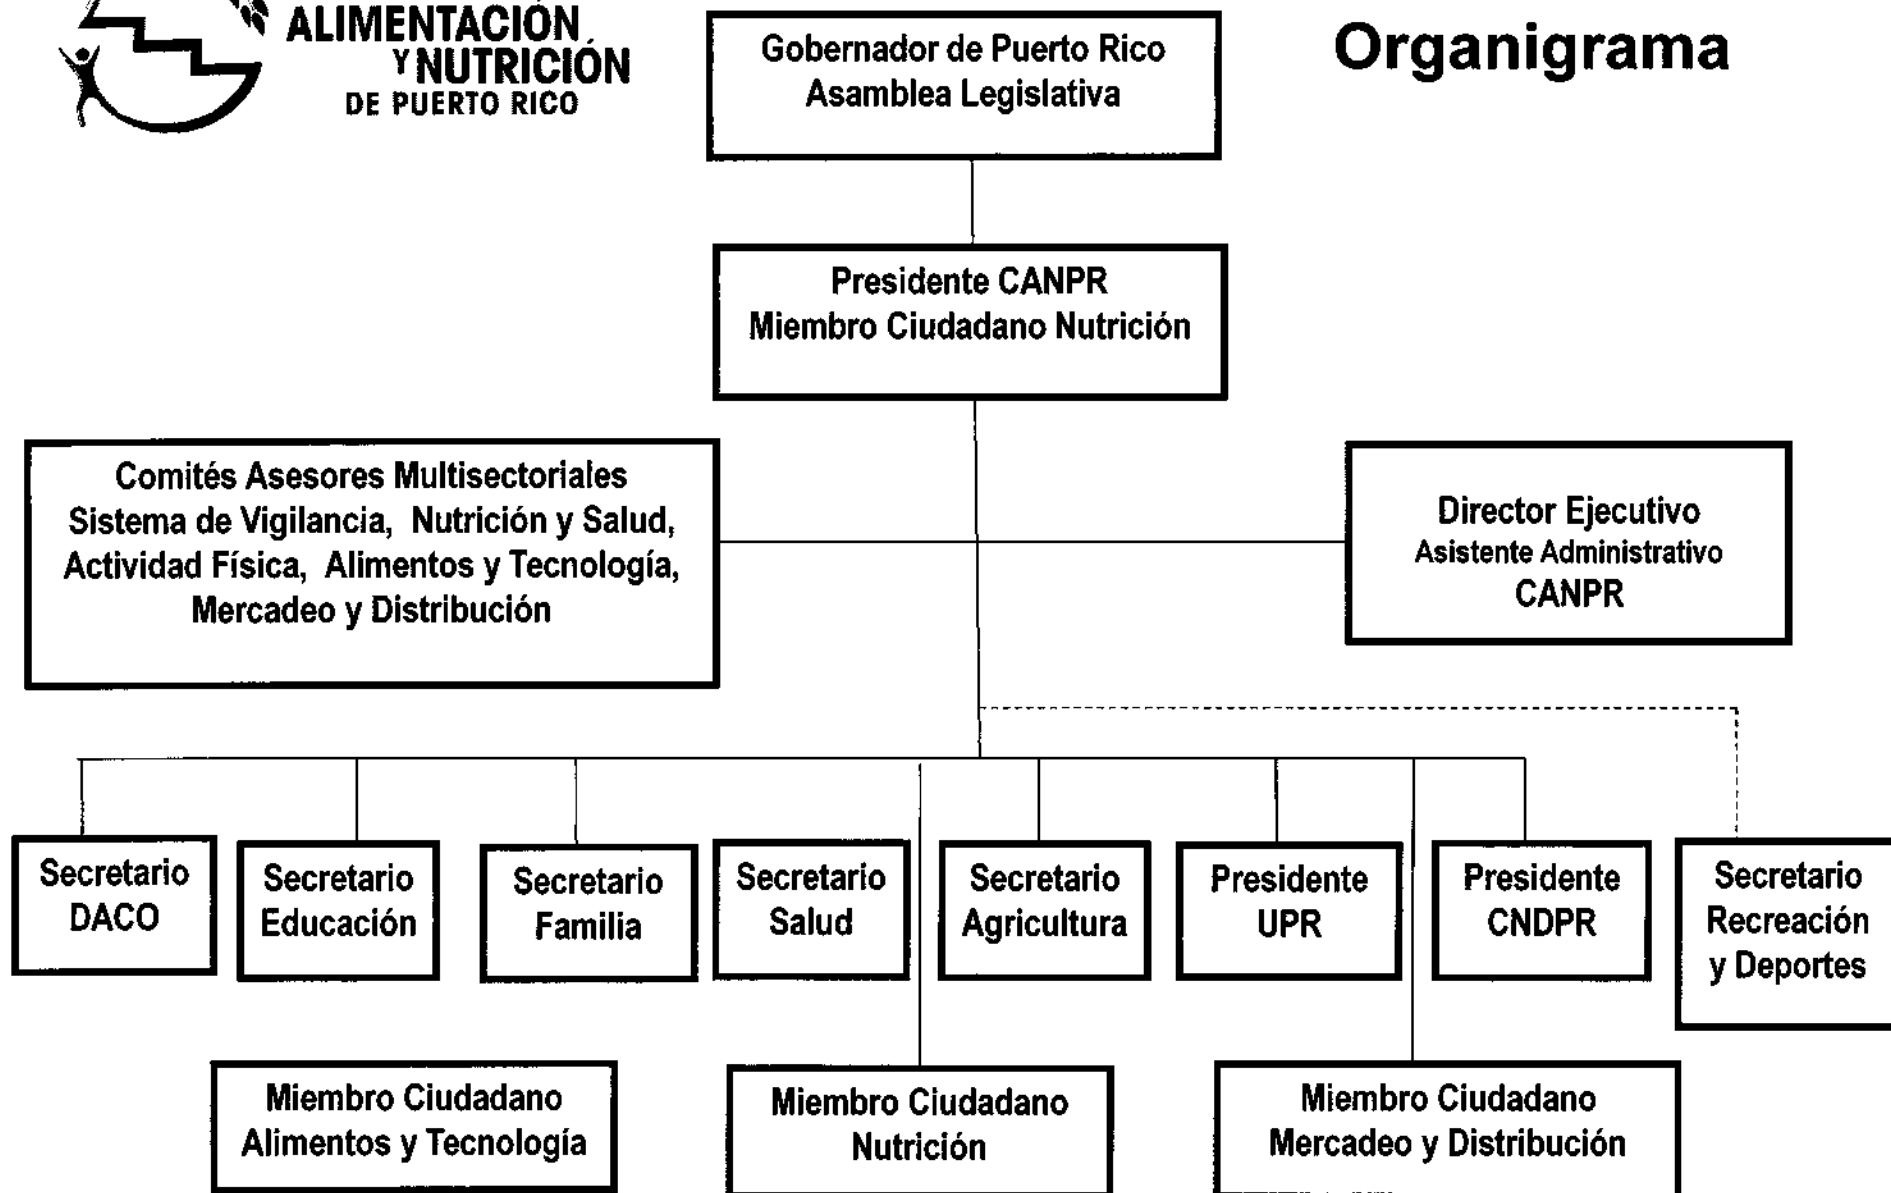 ALIMENTACIÓN
Y NUTRICIÓN
DE PUERTO RICO
Organigrama
Gobernador de Puerto Rico
Asamblea Legislativa
Presidente CANPR
Miembro Ciudadano Nutrición
Comités Asesores Multisectoriales
Sistema de Vigilancia, Nutrición y Salud,
Actividad Física, Alimentos y Tecnología,
Mercadeo y Distribución
Director Ejecutivo
Asistente Administrativo
CANPR
Secretario
DACO
Secretario
Educación
Secretario
Familia
Secretario
Salud
Secretario
Agricultura
Presidente
UPR
Presidente
CNDPR
Secretario
Recreación
y Deportes
Miembro Ciudadano
Alimentos y Tecnología
Miembro Ciudadano
Nutrición
Miembro Ciudadano
Mercadeo y Distribución